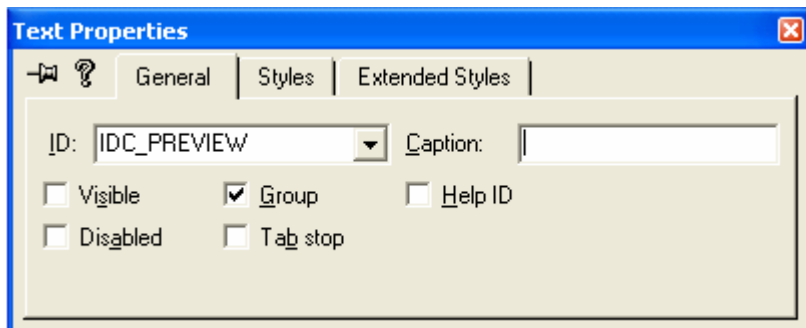 Text Properties
General Styles Extended Styles
ID: IDC_PREVIEW Caption:
Visible Group Help ID
Disabled Tab stop